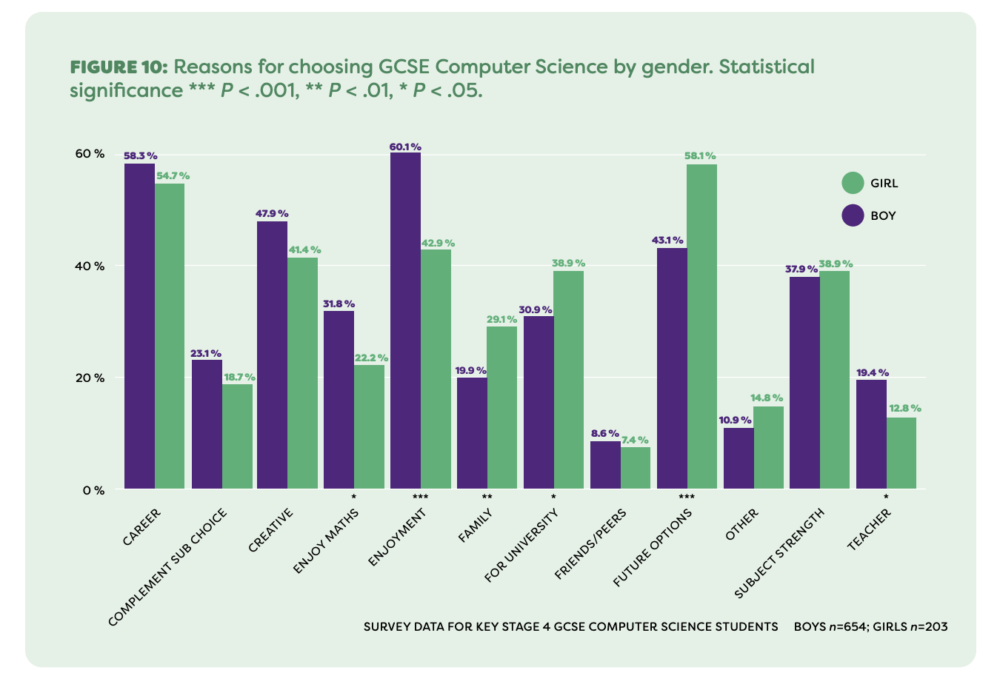 FIGURE 10: Reasons for choosing GCSE Computer Science by gender. Statistical
significance *** P < .001, ** P < .01, * P < .05.
60 %
40 %
20 %
0 %
58.3 %
54.7 %
23.1 %
18.7 %
47.9 %
41.4 %
31.8 %
22.2 %
60.1 %
42.9 %
19.9 %
29.1 %
30.9 %
38.9 %
8.6 %
7.4 %
43.1 %
58.1 %
10.9 %
14.8 %
37.9 %
38.9 %
19.4 %
12.8 %
GIRL
BOY
*
***
**
*
***
*
CAREER
COMPLEMENT SUB CHOICE
CREATIVE
ENJOY MATHS
ENJOYMENT
FAMILY
FOR UNIVERSITY
FRIENDS/PEERS
FUTURE OPTIONS
OTHER
SUBJECT STRENGTH
TEACHER
SURVEY DATA FOR KEY STAGE 4 GCSE COMPUTER SCIENCE STUDENTS BOYS n=654; GIRLS n=203